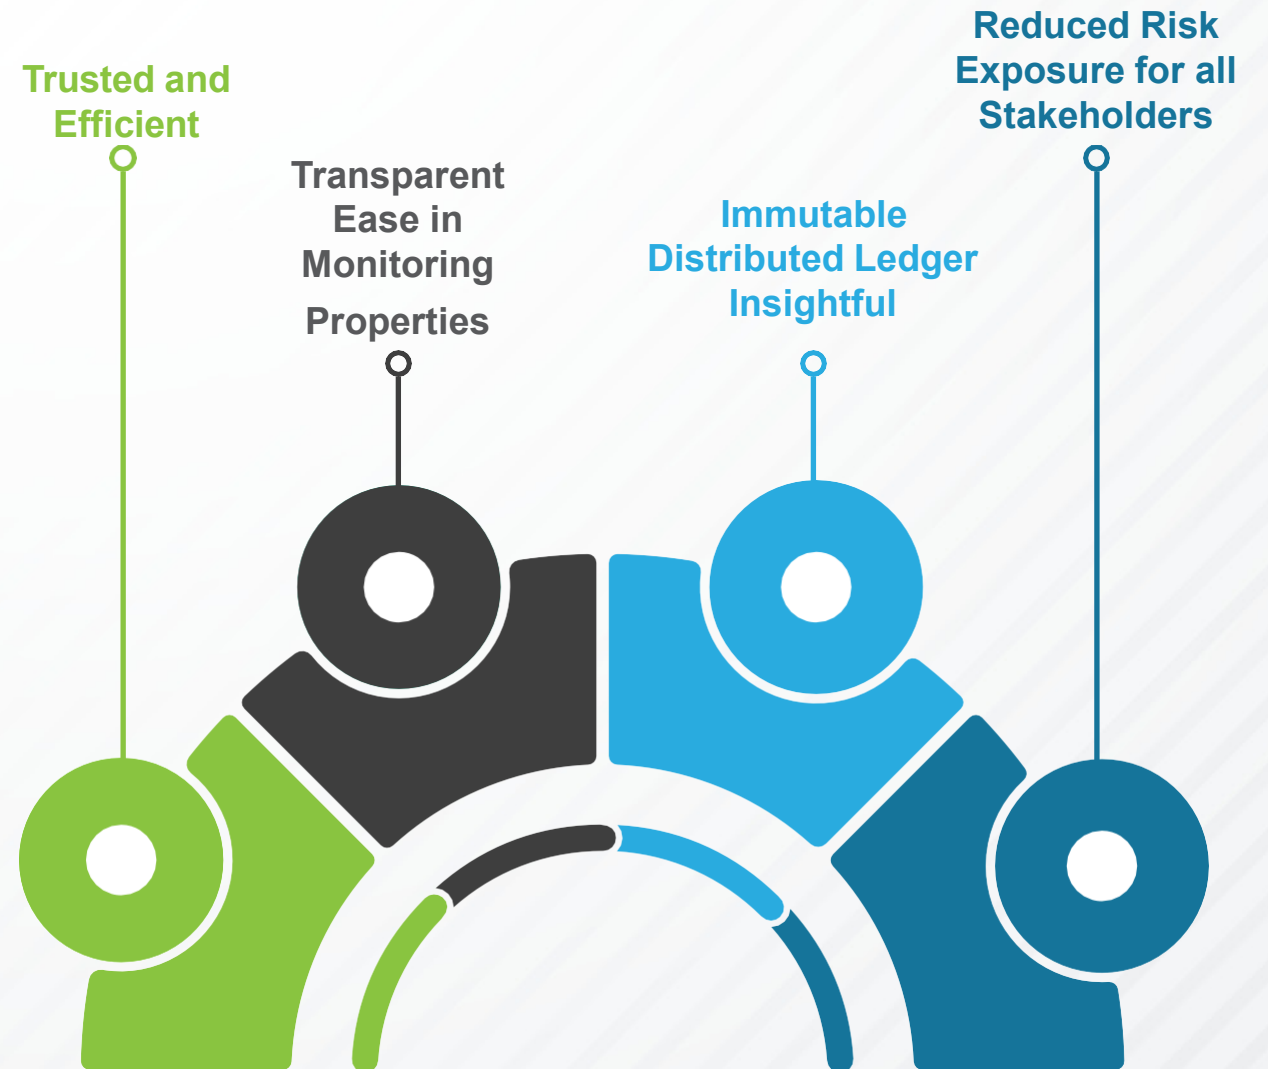 Trusted and
Efficient
Transparent
Ease in
Monitoring
Properties
Immutable
Distributed Ledger
Insightful
Reduced Risk
Exposure for all
Stakeholders